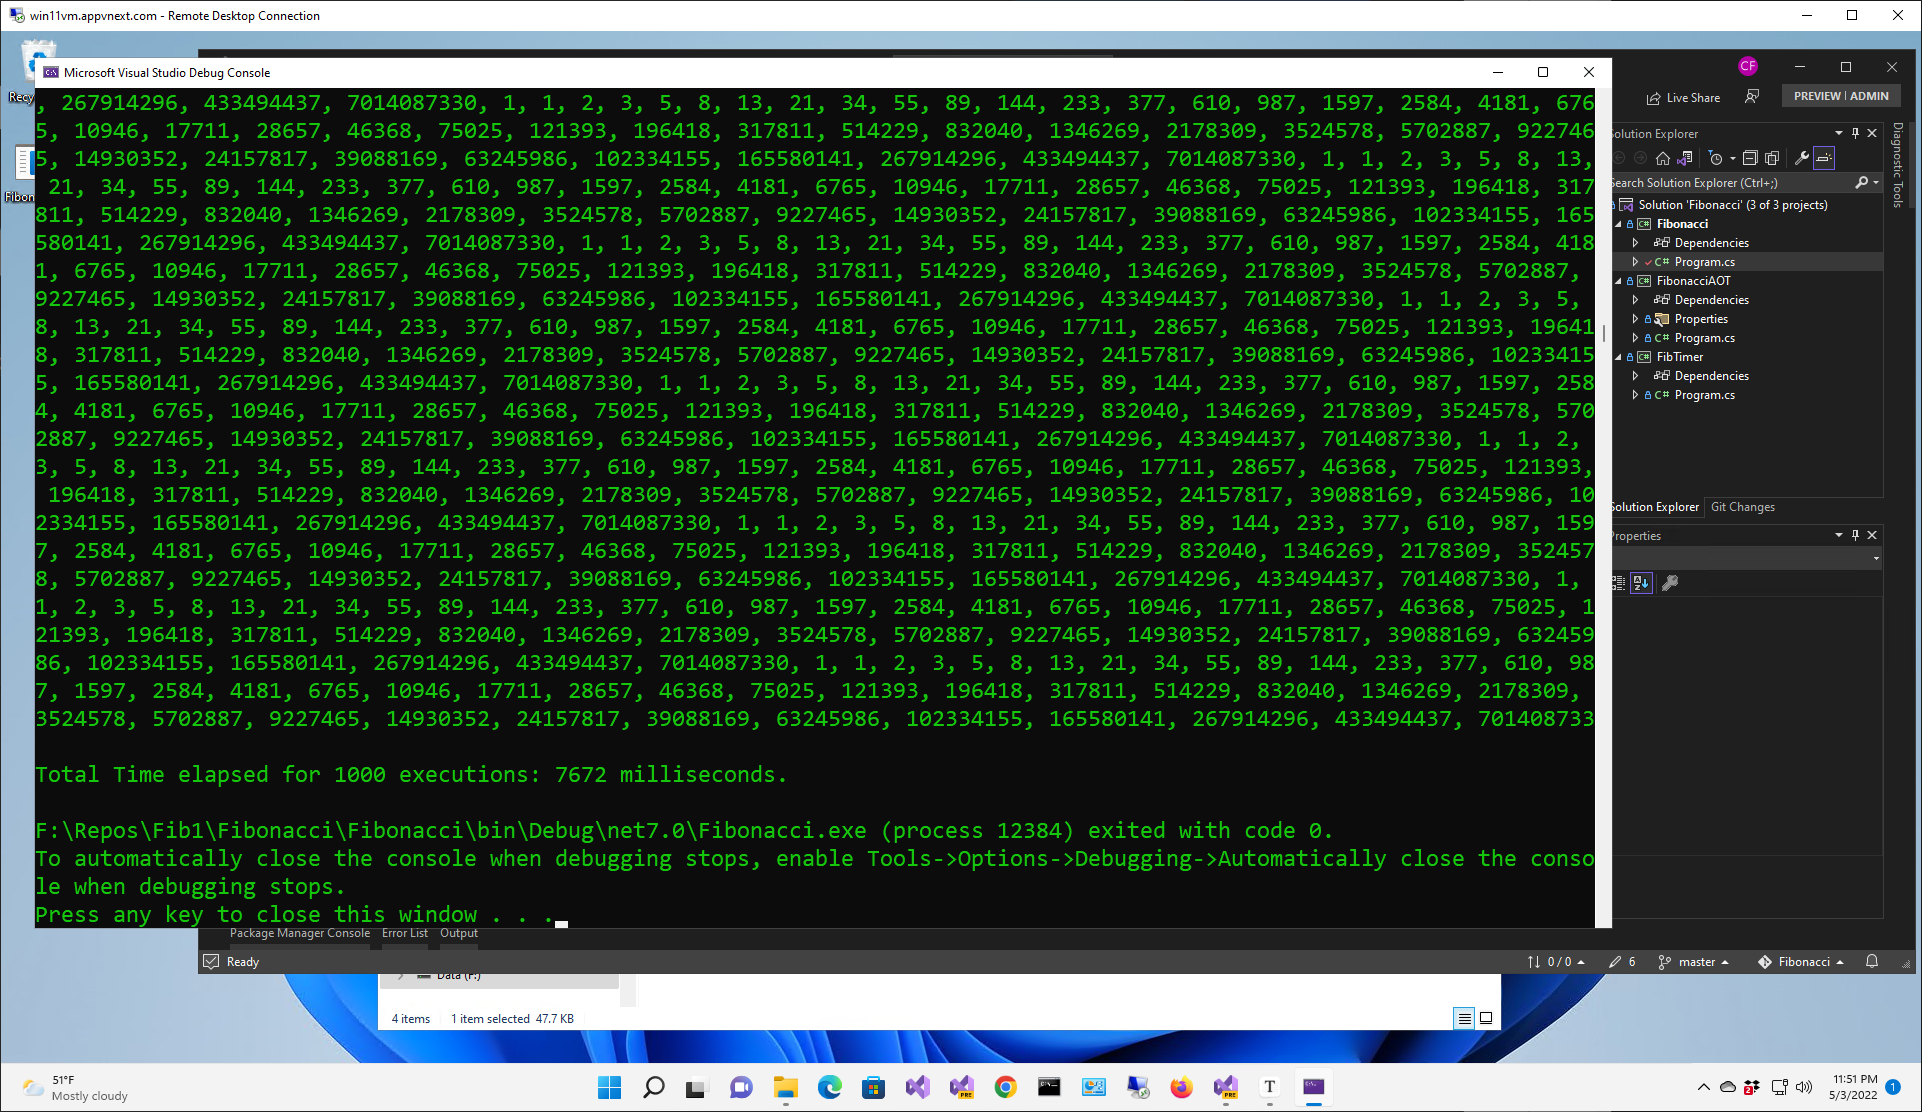 win11vm.appvnext.com - Remote Desktop Connection
Microsoft Visual Studio Debug Console
, 267914296, 433494437, 7014087330, 1, 1, 2, 3, 5, 8, 13, 21, 34, 55, 89, 144, 233, 377, 610, 987, 1597, 2584, 4181, 676
5, 10946, 17711, 28657, 46368, 75025, 121393, 196418, 317811, 514229, 832040, 1346269, 2178309, 3524578, 5702887, 922746
5, 14930352, 24157817, 39088169, 63245986, 102334155, 165580141, 267914296, 433494437, 7014087330, 1, 1, 2, 3, 5, 8, 13,
21, 34, 55, 89, 144, 233, 377, 610, 987, 1597, 2584, 4181, 6765, 10946, 17711, 28657, 46368, 75025, 121393, 196418, 317
811, 514229, 832040, 1346269, 2178309, 3524578, 5702887, 9227465, 14930352, 24157817, 39088169, 63245986, 102334155, 165
580141, 267914296, 433494437, 7014087330, 1, 1, 2, 3, 5, 8, 13, 21, 34, 55, 89, 144, 233, 377, 610, 987, 1597, 2584, 418
1, 6765, 10946, 17711, 28657, 46368, 75025, 121393, 196418, 317811, 514229, 832040, 1346269, 2178309, 3524578, 5702887,
9227465, 14930352, 24157817, 39088169, 63245986, 102334155, 165580141, 267914296, 433494437, 7014087330, 1, 1, 2, 3, 5,
8, 13, 21, 34, 55, 89, 144, 233, 377, 610, 987, 1597, 2584, 4181, 6765, 10946, 17711, 28657, 46368, 75025, 121393, 19641
8, 317811, 514229, 832040, 1346269, 2178309, 3524578, 5702887, 9227465, 14930352, 24157817, 39088169, 63245986, 10233415
5, 165580141, 267914296, 433494437, 7014087330, 1, 1, 2, 3, 5, 8, 13, 21, 34, 55, 89, 144, 233, 377, 610, 987, 1597, 258
4, 4181, 6765, 10946, 17711, 28657, 46368, 75025, 121393, 196418, 317811, 514229, 832040, 1346269, 2178309, 3524578, 570
2887, 9227465, 14930352, 24157817, 39088169, 63245986, 102334155, 165580141, 267914296, 433494437, 7014087330, 1, 1, 2,
3, 5, 8, 13, 21, 34, 55, 89, 144, 233, 377, 610, 987, 1597, 2584, 4181, 6765, 10946, 17711, 28657, 46368, 75025, 121393,
196418, 317811, 514229, 832040, 1346269, 2178309, 3524578, 5702887, 9227465, 14930352, 24157817, 39088169, 63245986, 10
2334155, 165580141, 267914296, 433494437, 7014087330, 1, 1, 2, 3, 5, 8, 13, 21, 34, 55, 89, 144, 233, 377, 610, 987, 159
7, 2584, 4181, 6765, 10946, 17711, 28657, 46368, 75025, 121393, 196418, 317811, 514229, 832040, 1346269, 2178309, 352457
8, 5702887, 9227465, 14930352, 24157817, 39088169, 63245986, 102334155, 165580141, 267914296, 433494437, 7014087330, 1,
1, 2, 3, 5, 8, 13, 21, 34, 55, 89, 144, 233, 377, 610, 987, 1597, 2584, 4181, 6765, 10946, 17711, 28657, 46368, 75025, 1
21393, 196418, 317811, 514229, 832040, 1346269, 2178309, 3524578, 5702887, 9227465, 14930352, 24157817, 39088169, 632459
86, 102334155, 165580141, 267914296, 433494437, 7014087330, 1, 1, 2, 3, 5, 8, 13, 21, 34, 55, 89, 144, 233, 377, 610, 98
7, 1597, 2584, 4181, 6765, 10946, 17711, 28657, 46368, 75025, 121393, 196418, 317811, 514229, 832040, 1346269, 2178309,
3524578, 5702887, 9227465, 14930352, 24157817, 39088169, 63245986, 102334155, 165580141, 267914296, 433494437, 701408733
Total Time elapsed for 1000 executions: 7672 milliseconds.
F:\Repos\Fib1\Fibonacci\Fibonacci\bin\Debug\net7.0\Fibonacci.exe (process 12384) exited with code 0.
To automatically close the console when debugging stops, enable Tools->Options->Debugging->Automatically close the conso
le when debugging stops.
Press any key to close this window . . .
Recy
Fibon
CF
Live Share
PREVIEW | ADMIN
Solution Explorer
Search Solution Explorer (Ctrl+;)
Solution 'Fibonacci' (3 of 3 projects)
Fibonacci
Dependencies
C# Program.cs
FibonacciAOT
Dependencies
Properties
C# Program.cs
FibTimer
Dependencies
C# Program.cs
Diagnostic Tools
Solution Explorer
Git Changes
Properties
Package Manager Console
Error List
Output
Ready
0 / 0
6
master
Fibonacci
Data (F:)
4 items
1 item selected 47.7 KB
51°F
Mostly cloudy
PRE
PRE
T
2
11:51 PM
5/3/2022
1